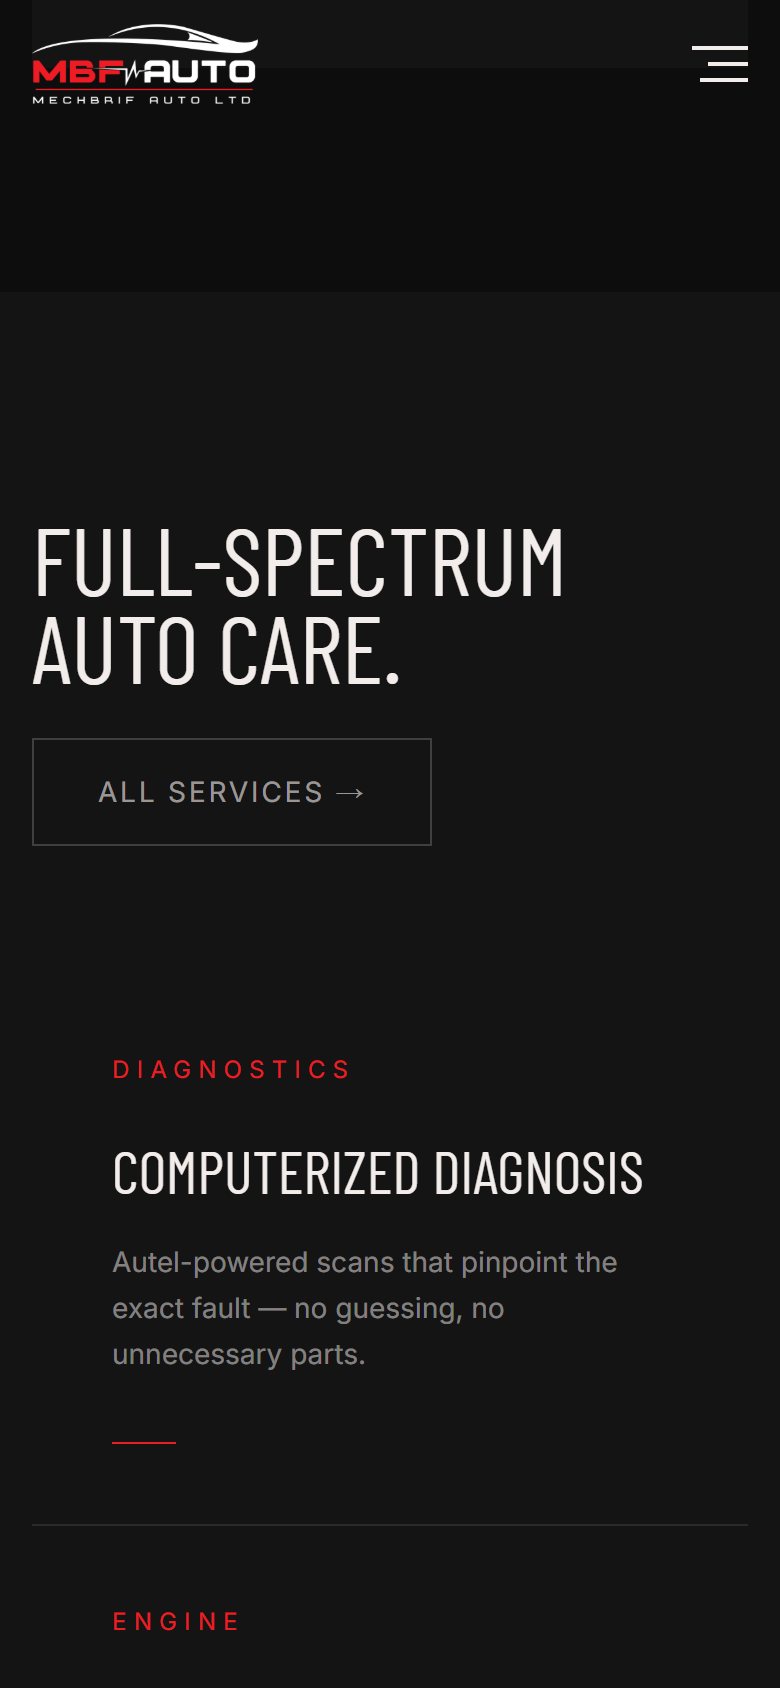 MBF AUTO
MECHBRIF AUTO LTD
FULL-SPECTRUM
AUTO CARE.
ALL SERVICES →
DIAGNOSTICS
COMPUTERIZED DIAGNOSIS
Autel-powered scans that pinpoint the
exact fault — no guessing, no
unnecessary parts.
ENGINE